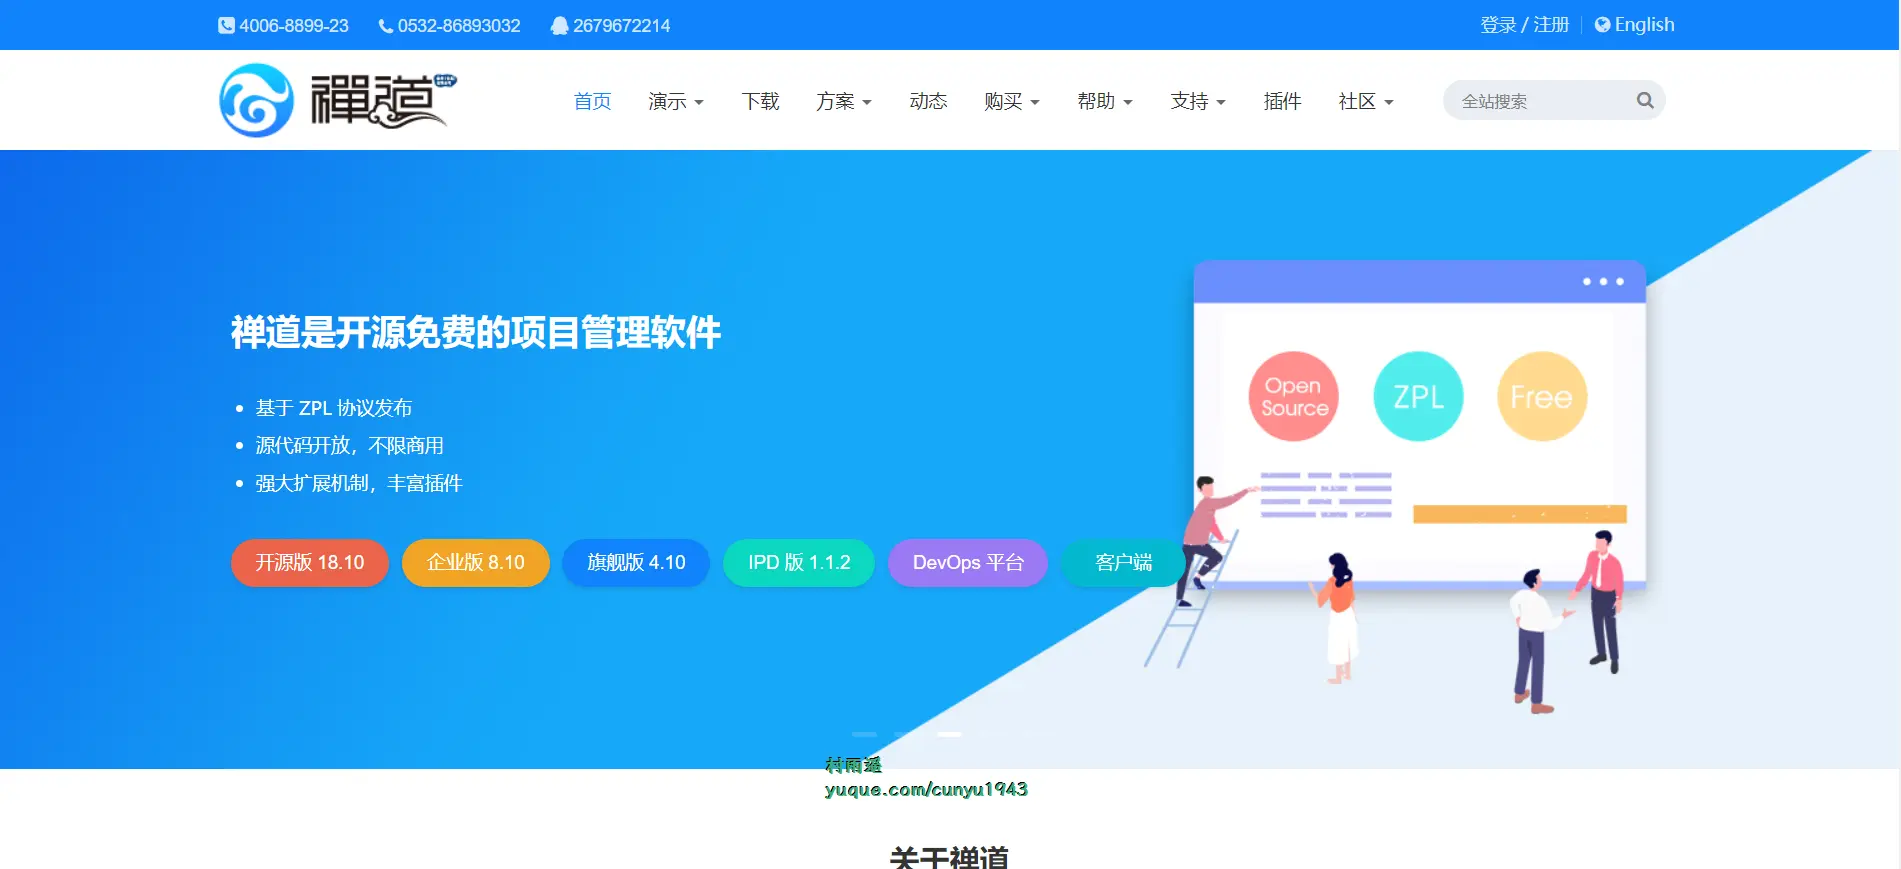 4006-8899-23 0532-86893032 2679672214 登录 / 注册 English
禅道 首页 演示 下载 方案 动态 购买 帮助 支持 插件 社区 全站搜索
禅道是开源免费的项目管理软件
基于 ZPL 协议发布
源代码开放，不限商用
强大扩展机制，丰富插件
开源版 18.10 企业版 8.10 旗舰版 4.10 IPD 版 1.1.2 DevOps 平台 客户端
Open
Source
ZPL
Free
村雨遥
yuque.com/cunyu1943
关于禅道